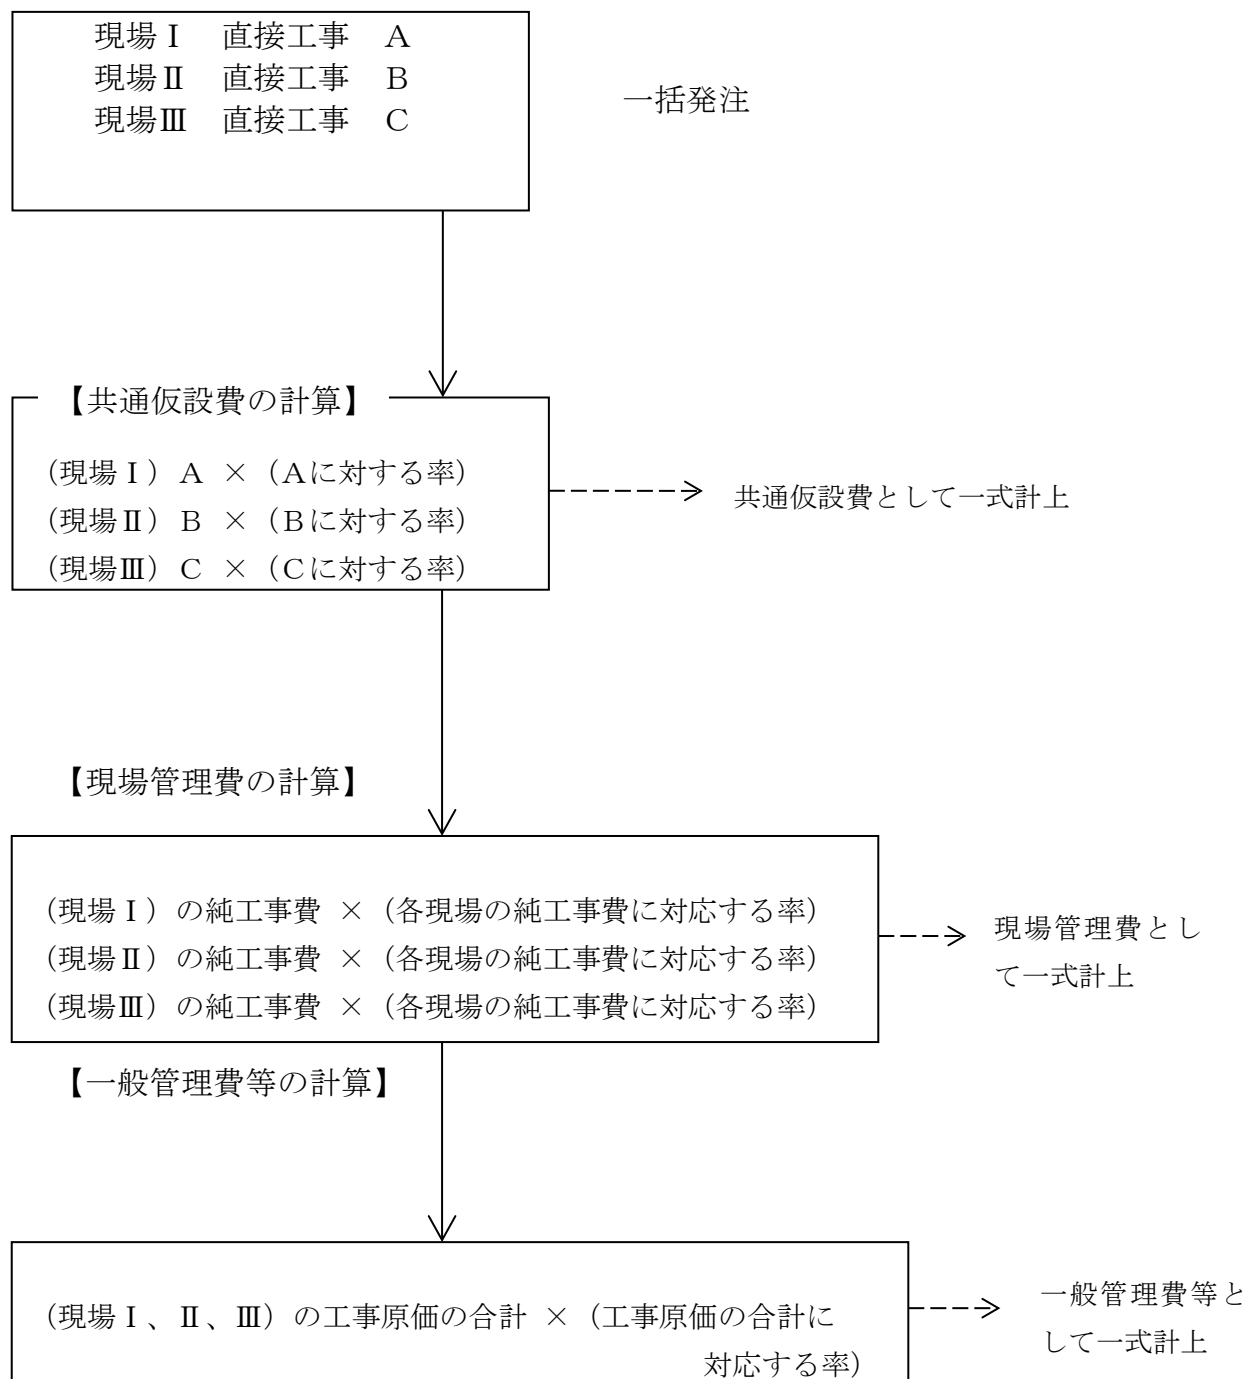 現場Ⅰ　直接工事　Ａ
現場Ⅱ　直接工事　Ｂ
現場Ⅲ　直接工事　Ｃ
一括発注
【共通仮設費の計算】
（現場Ⅰ）Ａ ×（Ａに対する率）
（現場Ⅱ）Ｂ ×（Ｂに対する率）
（現場Ⅲ）Ｃ ×（Ｃに対する率）
共通仮設費として一式計上
【現場管理費の計算】
（現場Ⅰ）の純工事費 ×（各現場の純工事費に対応する率）
（現場Ⅱ）の純工事費 ×（各現場の純工事費に対応する率）
（現場Ⅲ）の純工事費 ×（各現場の純工事費に対応する率）
現場管理費とし
て一式計上
【一般管理費等の計算】
（現場Ⅰ、Ⅱ、Ⅲ）の工事原価の合計 ×（工事原価の合計に
対応する率）
一般管理費等と
して一式計上